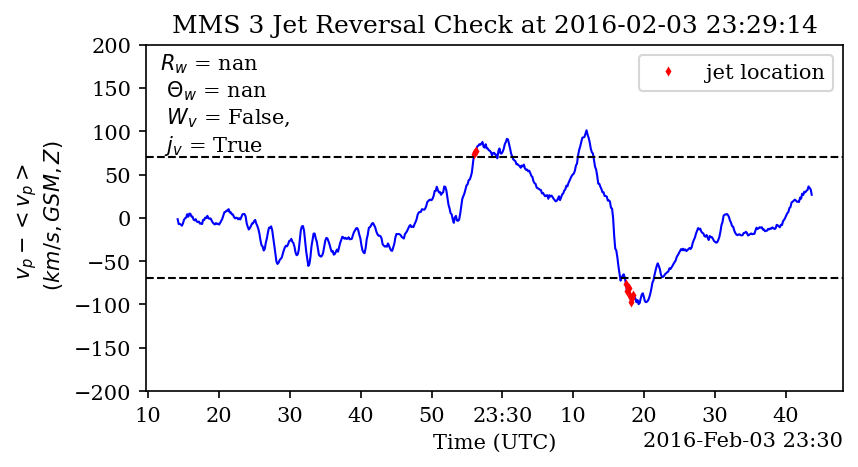 MMS 3 Jet Reversal Check at 2016-02-03 23:29:14
R_w = nan
Θ_w = nan
W_v = False,
j_v = True
jet location
v_p − < v_p >
(km/s, GSM, Z)
200
150
100
50
0
−50
−100
−150
−200
10 20 30 40 50 23:30 10 20 30 40
Time (UTC)
2016-Feb-03 23:30